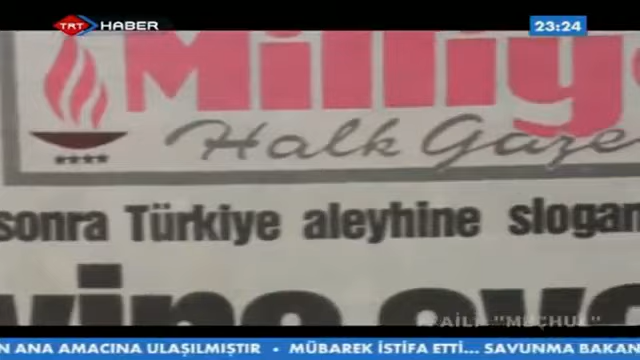 TRT HABER
23:24
Milliye
Halk Gaze
sonra Türkiye aleyhine slogan
N ANA AMACINA ULAŞILMIŞTIR • MÜBAREK İSTİFA ETTİ... SAVUNMA BAKAN